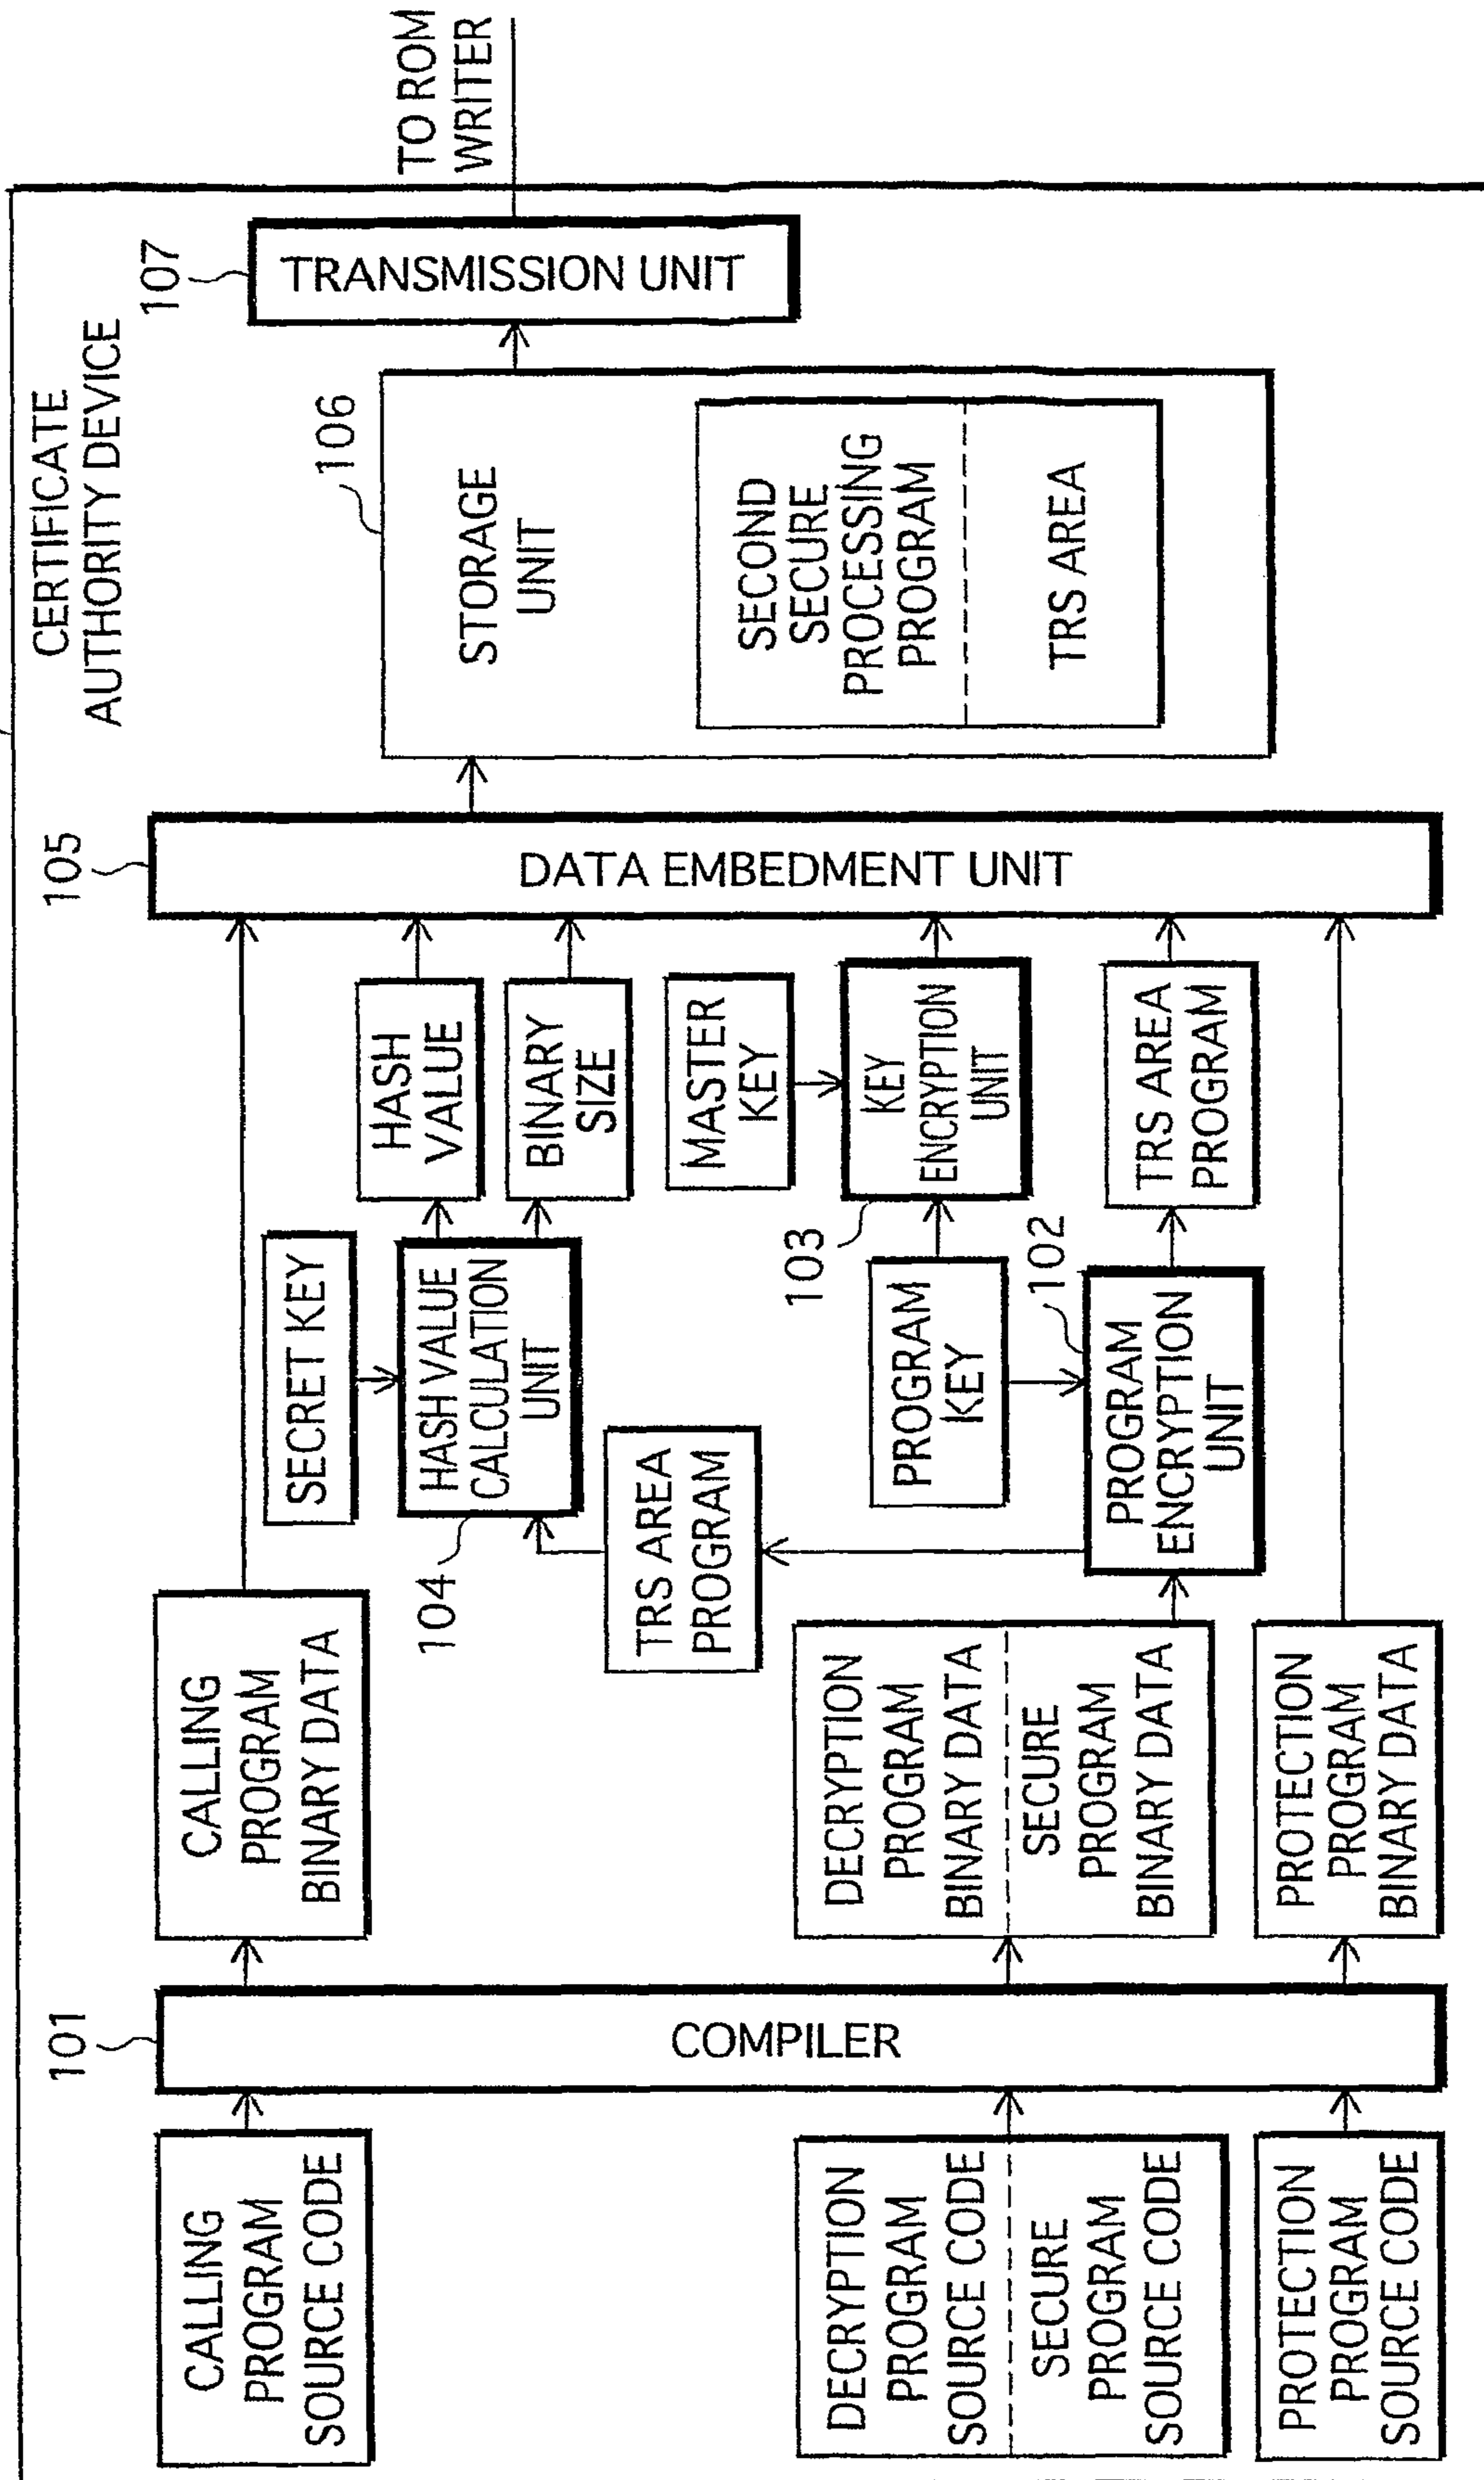 CERTIFICATE
AUTHORITY DEVICE
101
105
107
CALLING
PROGRAM
SOURCE CODE
CALLING
PROGRAM
BINARY DATA
SECRET KEY
104
HASH VALUE
CALCULATION
UNIT
HASH
VALUE
BINARY
SIZE
106
STORAGE
UNIT
TRANSMISSION UNIT
TO ROM
WRITER
COMPILER
TRS AREA
PROGRAM
MASTER
KEY
DATA EMBEDMENT UNIT
SECOND
SECURE
PROCESSING
PROGRAM
TRS AREA
DECRYPTION
PROGRAM
SOURCE CODE
SECURE
PROGRAM
SOURCE CODE
DECRYPTION
PROGRAM
BINARY DATA
SECURE
PROGRAM
BINARY DATA
103
PROGRAM
KEY
KEY
ENCRYPTION
UNIT
102
PROGRAM
ENCRYPTION
UNIT
TRS AREA
PROGRAM
PROTECTION
PROGRAM
SOURCE CODE
PROTECTION
PROGRAM
BINARY DATA